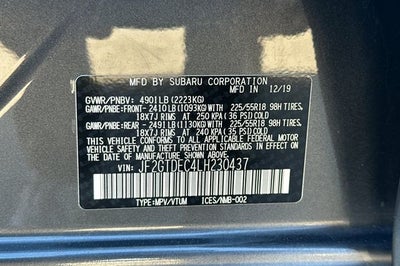 MFD. BY SUBARU CORPORATION 12/19
GVWR/PNBV: 4901LB(2223KG)
GAWR/PNBE:FRONT- 2410LB(1093KG)WITH 225/55R18 98H TIRES,
18X7J RIMS AT 250 KPA(36 PSI)COLD
GAWR/PNBE:REAR - 2491LB(1130KG)WITH 225/55R18 98H TIRES,
18X7J RIMS AT 240 KPA(35 PSI)COLD
THIS VEHICLE CONFORMS TO ALL APPLICABLE FEDERAL MOTOR
VEHICLE SAFETY, BUMPER, AND THEFT PREVENTION STANDARDS
IN EFFECT ON THE DATE OF MANUFACTURE SHOWN ABOVE.
VIN: JF2GTDEC4LH230437
TYPE:MPV/VTUM ICES/NMB-002